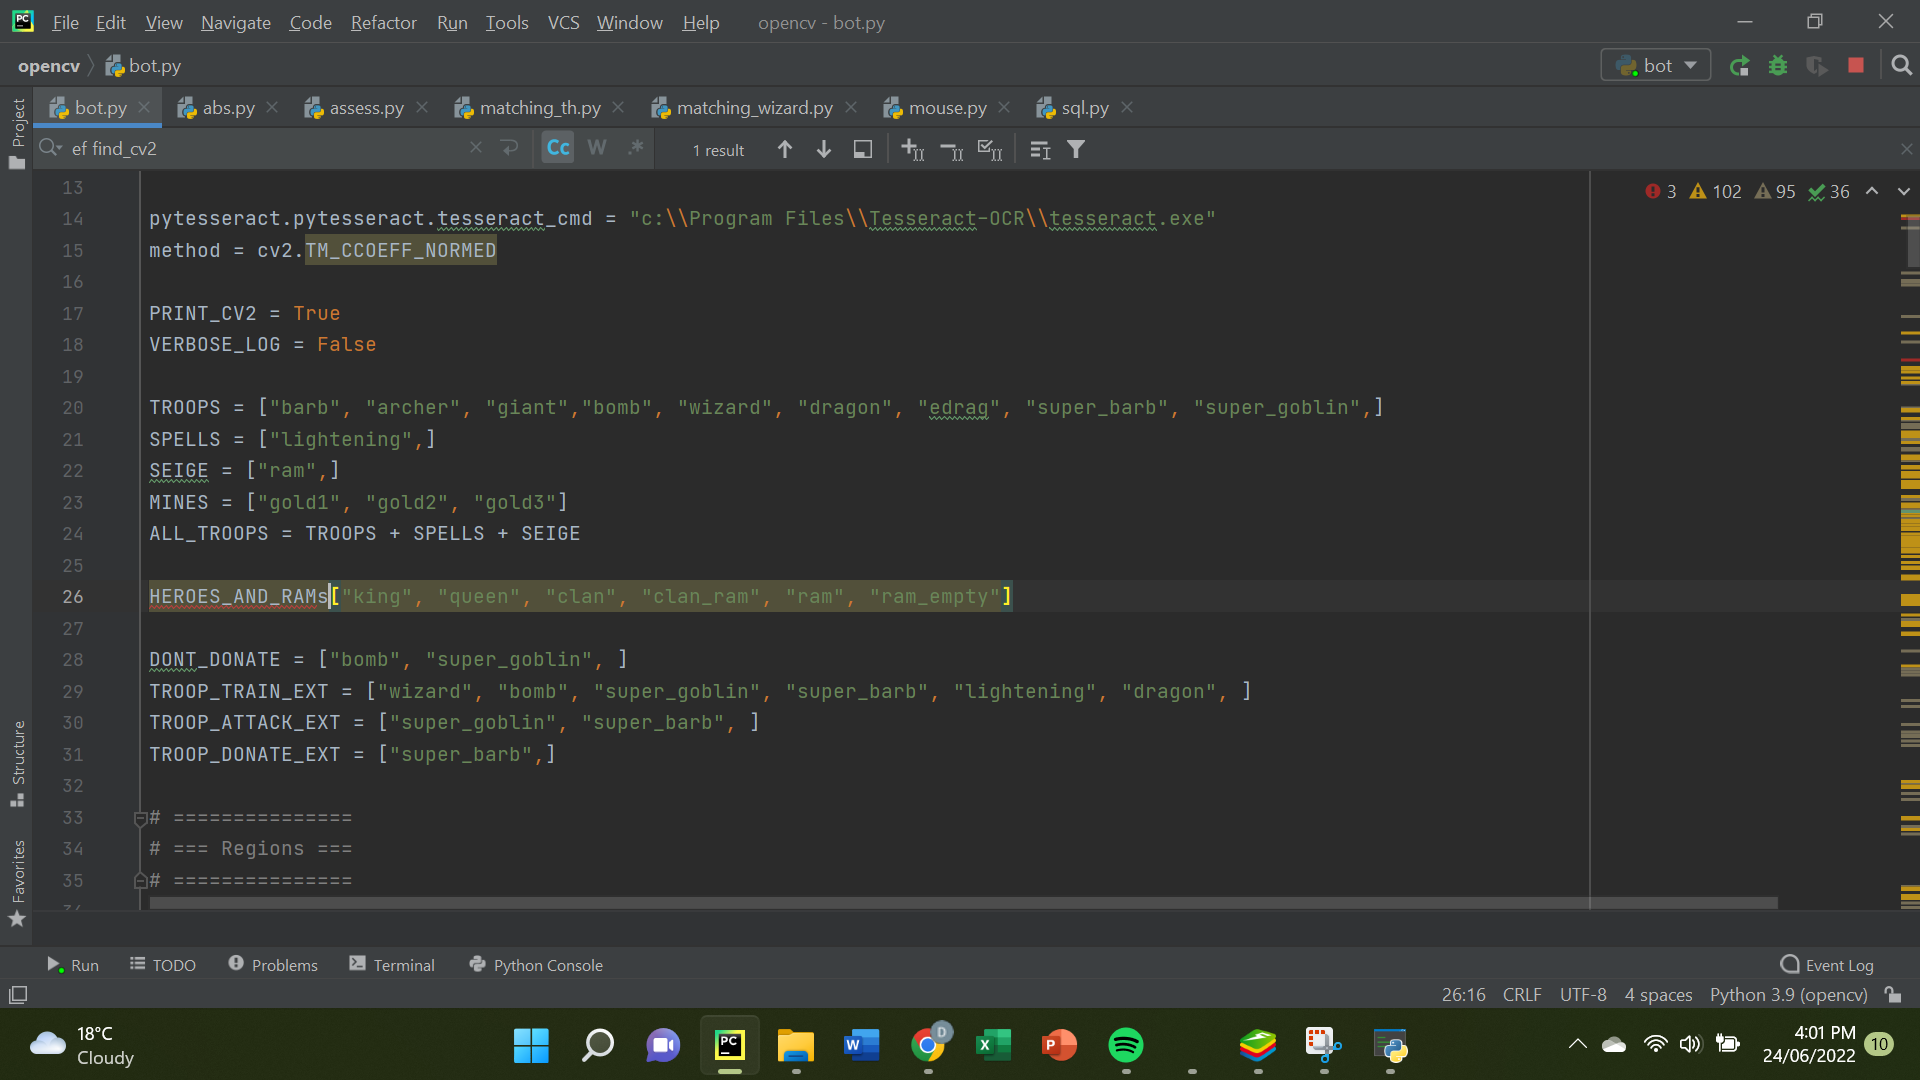 PC File Edit View Navigate Code Refactor Run Tools VCS Window Help opencv - bot.py
opencv bot.py bot
bot.py abs.py assess.py matching_th.py matching_wizard.py mouse.py sql.py
ef find_cv2 Cc W .* 1 result
3 102 95 36
13
14 pytesseract.pytesseract.tesseract_cmd = "c:\\Program Files\\Tesseract-OCR\\tesseract.exe"
15 method = cv2.TM_CCOEFF_NORMED
16
17 PRINT_CV2 = True
18 VERBOSE_LOG = False
19
20 TROOPS = ["barb", "archer", "giant","bomb", "wizard", "dragon", "edrag", "super_barb", "super_goblin",]
21 SPELLS = ["lightening",]
22 SEIGE = ["ram",]
23 MINES = ["gold1", "gold2", "gold3"]
24 ALL_TROOPS = TROOPS + SPELLS + SEIGE
25
26 HEROES_AND_RAMs["king", "queen", "clan", "clan_ram", "ram", "ram_empty"]
27
28 DONT_DONATE = ["bomb", "super_goblin", ]
29 TROOP_TRAIN_EXT = ["wizard", "bomb", "super_goblin", "super_barb", "lightening", "dragon", ]
30 TROOP_ATTACK_EXT = ["super_goblin", "super_barb", ]
31 TROOP_DONATE_EXT = ["super_barb",]
32
33 # ===============
34 # === Regions ===
35 # ===============
Project
Structure
Favorites
Run TODO Problems Terminal Python Console Event Log
26:16 CRLF UTF-8 4 spaces Python 3.9 (opencv)
18°C
Cloudy
PC W D X P
4:01 PM
24/06/2022
10